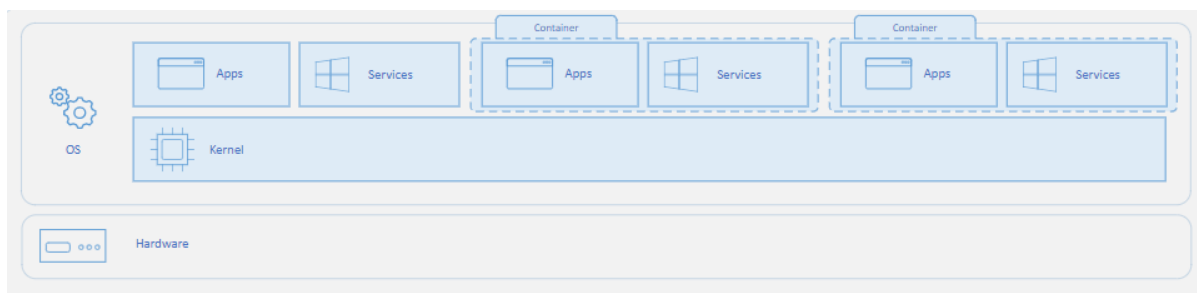 Container
Container
Apps
Services
Apps
Services
Apps
Services
OS
Kernel
Hardware